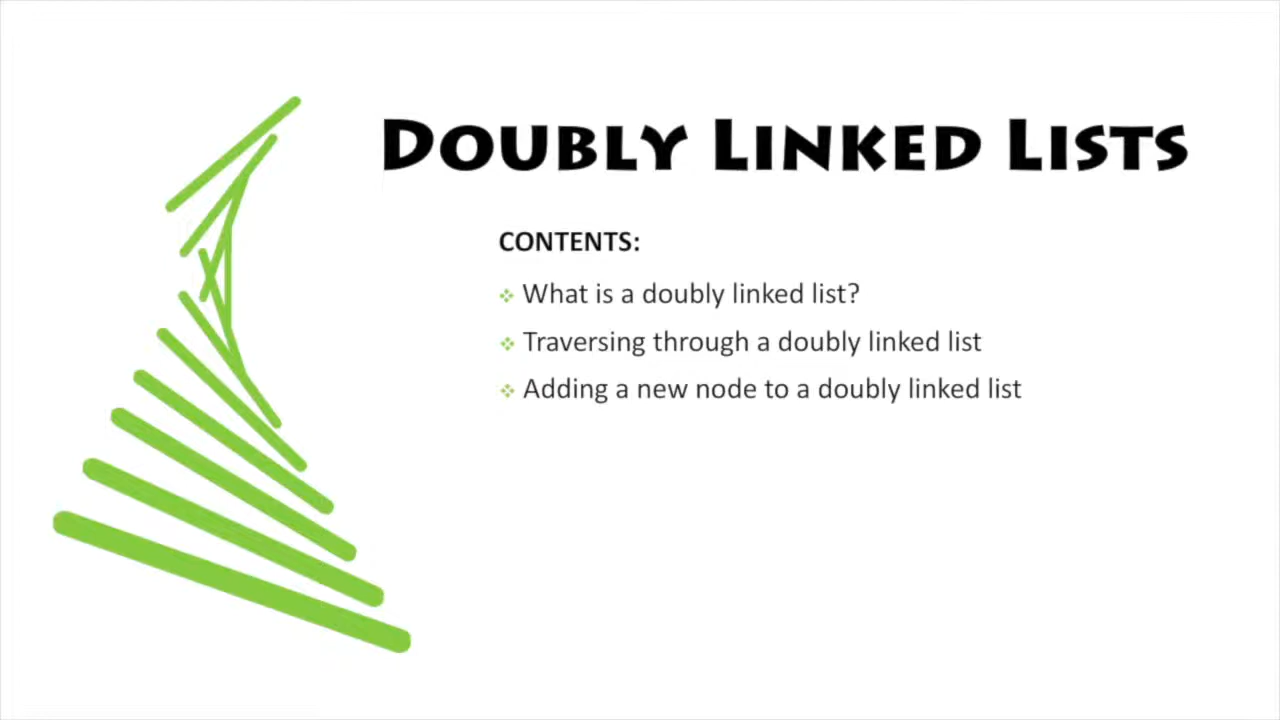 DOUBLY LINKED LISTS
CONTENTS:
What is a doubly linked list?
Traversing through a doubly linked list
Adding a new node to a doubly linked list